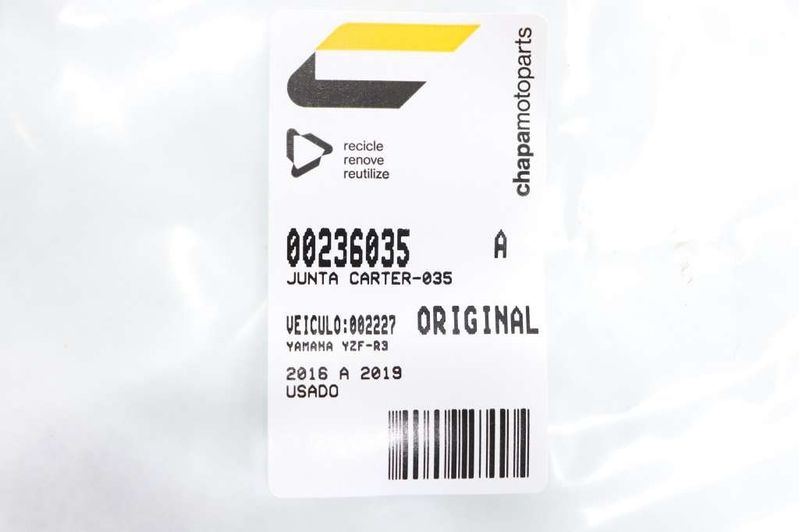 chapamotoparts
recicle
renove
reutilize
00236035 A
JUNTA CARTER-035
VEICULO:002227 ORIGINAL
YAMAHA YZF-R3
2016 A 2019
USADO